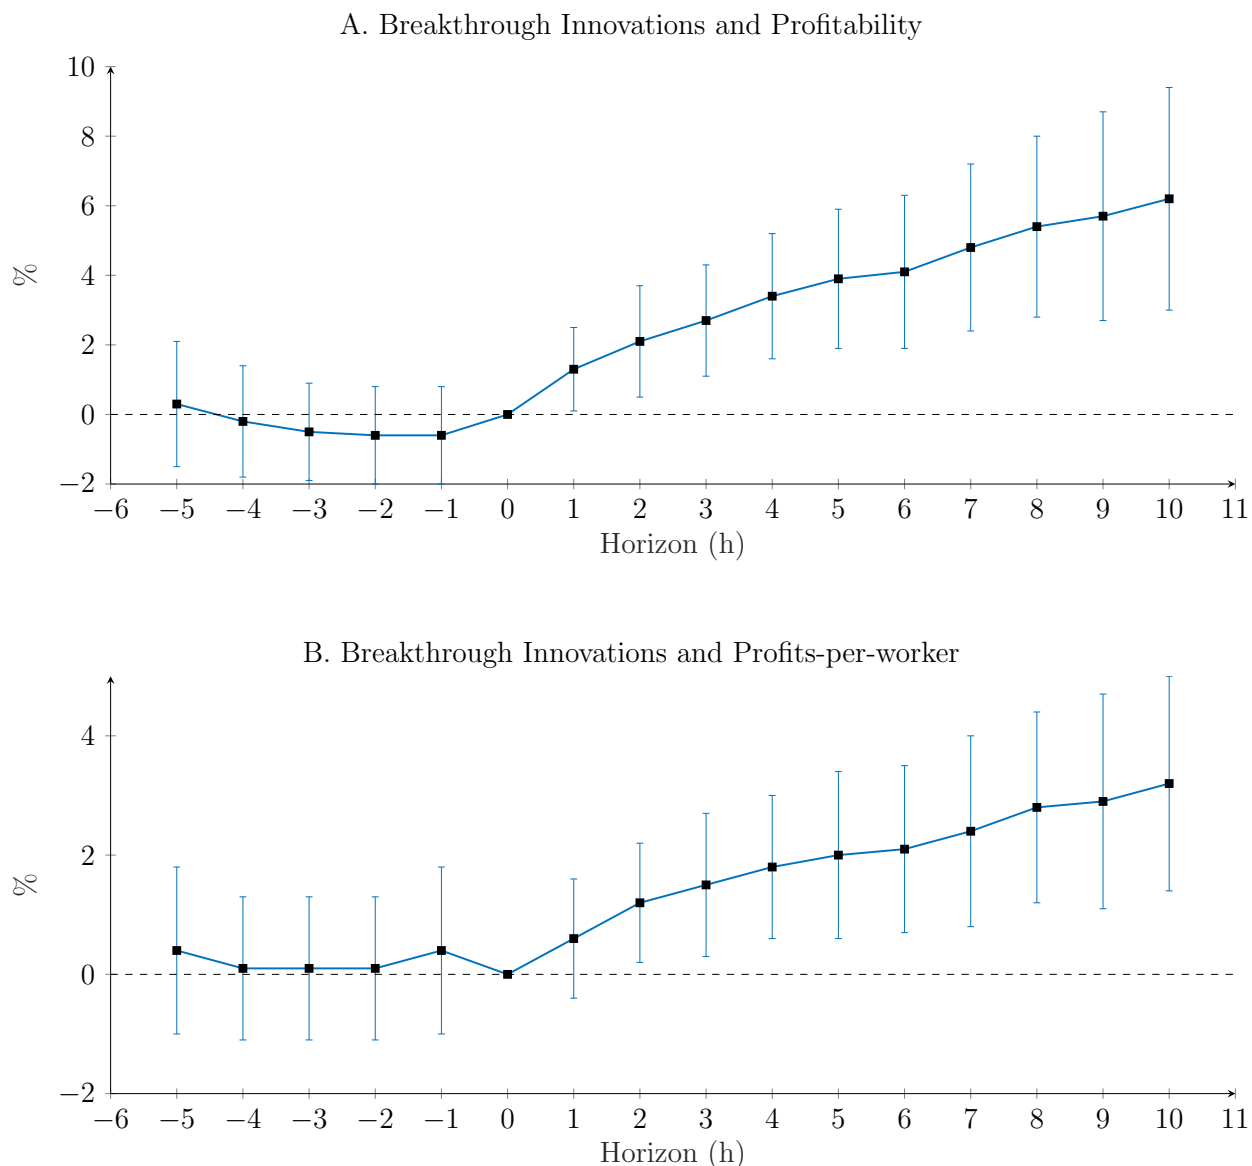 A. Breakthrough Innovations and Profitability
10
8
6
4
2
0
−2
%
−6 −5 −4 −3 −2 −1 0 1 2 3 4 5 6 7 8 9 10 11
Horizon (h)
B. Breakthrough Innovations and Profits-per-worker
4
2
0
−2
%
−6 −5 −4 −3 −2 −1 0 1 2 3 4 5 6 7 8 9 10 11
Horizon (h)